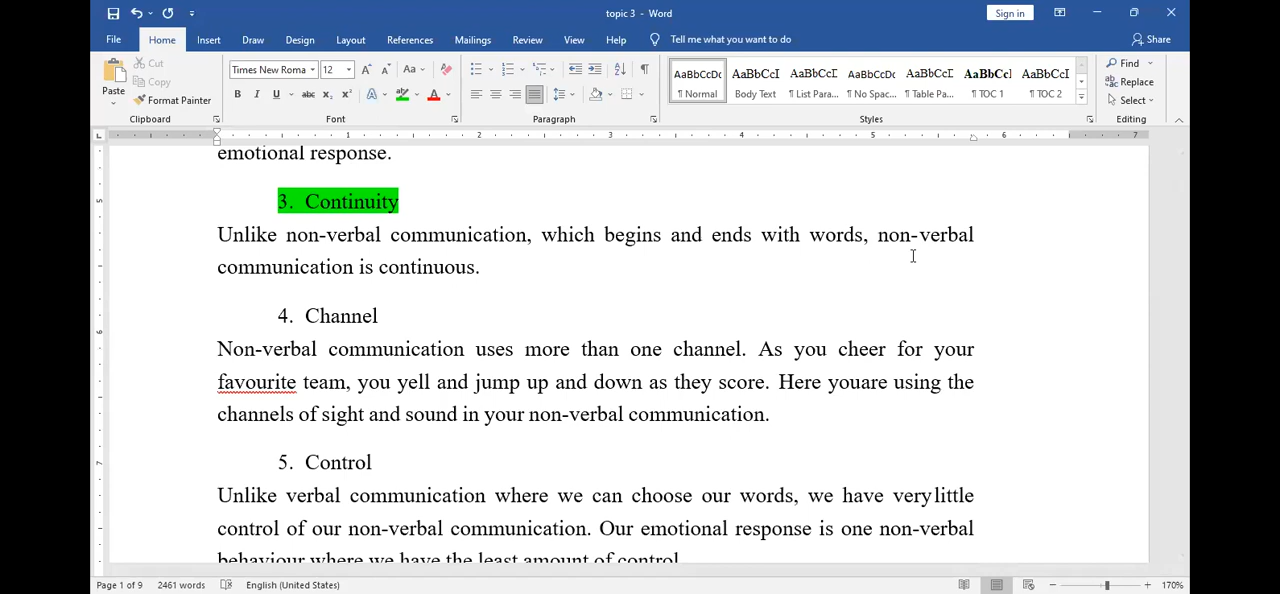 topic 3 - Word
Sign in
File Home Insert Draw Design Layout References Mailings Review View Help Tell me what you want to do Share
Paste Cut Copy Format Painter
Times New Roma 12
AaBbCcDc AaBbCcI AaBbCcI AaBbCcDc AaBbCcI AaBbCcI AaBbCcI
¶ Normal Body Text ¶ List Para... ¶ No Spac... ¶ Table Pa... ¶ TOC 1 ¶ TOC 2
Find
Replace
Select
Clipboard Font Paragraph Styles Editing
1 2 3 4 5 6 7
emotional response.
3. Continuity
Unlike non-verbal communication, which begins and ends with words, non-verbal
communication is continuous.
4. Channel
Non-verbal communication uses more than one channel. As you cheer for your
favourite team, you yell and jump up and down as they score. Here youare using the
channels of sight and sound in your non-verbal communication.
5. Control
Unlike verbal communication where we can choose our words, we have verylittle
control of our non-verbal communication. Our emotional response is one non-verbal
behaviour where we have the least amount of control.
Page 1 of 9 2461 words English (United States) 170%